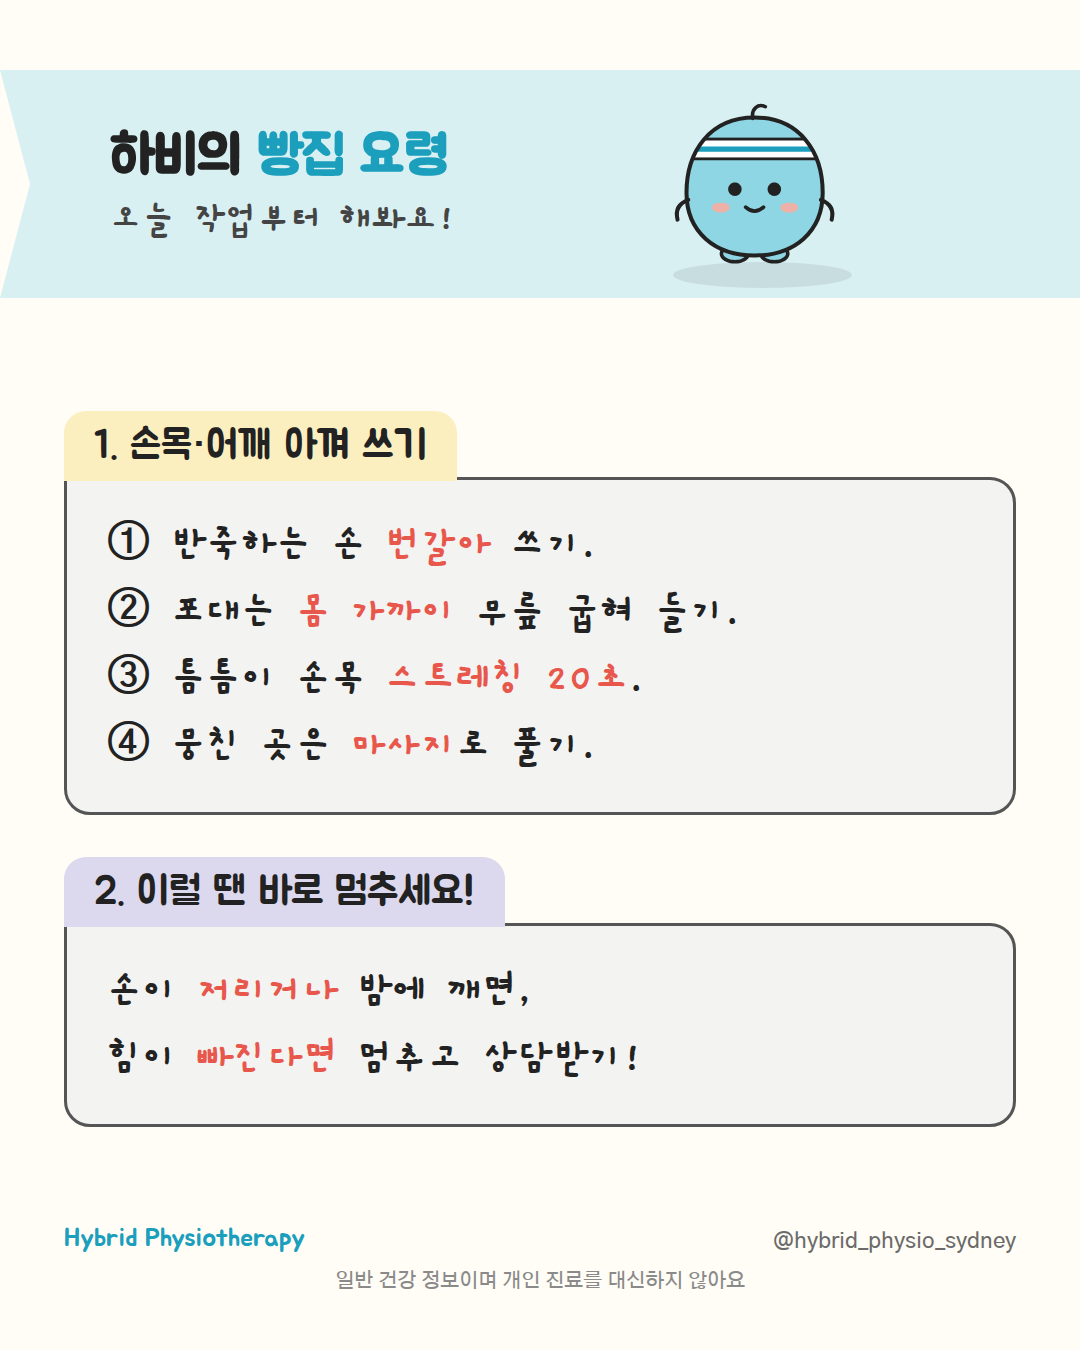 하비의 빵집 요령
오늘 작업부터 해봐요!
1. 손목·어깨 아껴 쓰기
① 반죽하는 손 번갈아 쓰기.
② 포대는 몸 가까이 무릎 굽혀 들기.
③ 틈틈이 손목 스트레칭 20초.
④ 뭉친 곳은 마사지로 풀기.
2. 이럴 땐 바로 멈추세요!
손이 저리거나 밤에 깨면,
힘이 빠진다면 멈추고 상담받기!
Hybrid Physiotherapy
@hybrid_physio_sydney
일반 건강 정보이며 개인 진료를 대신하지 않아요